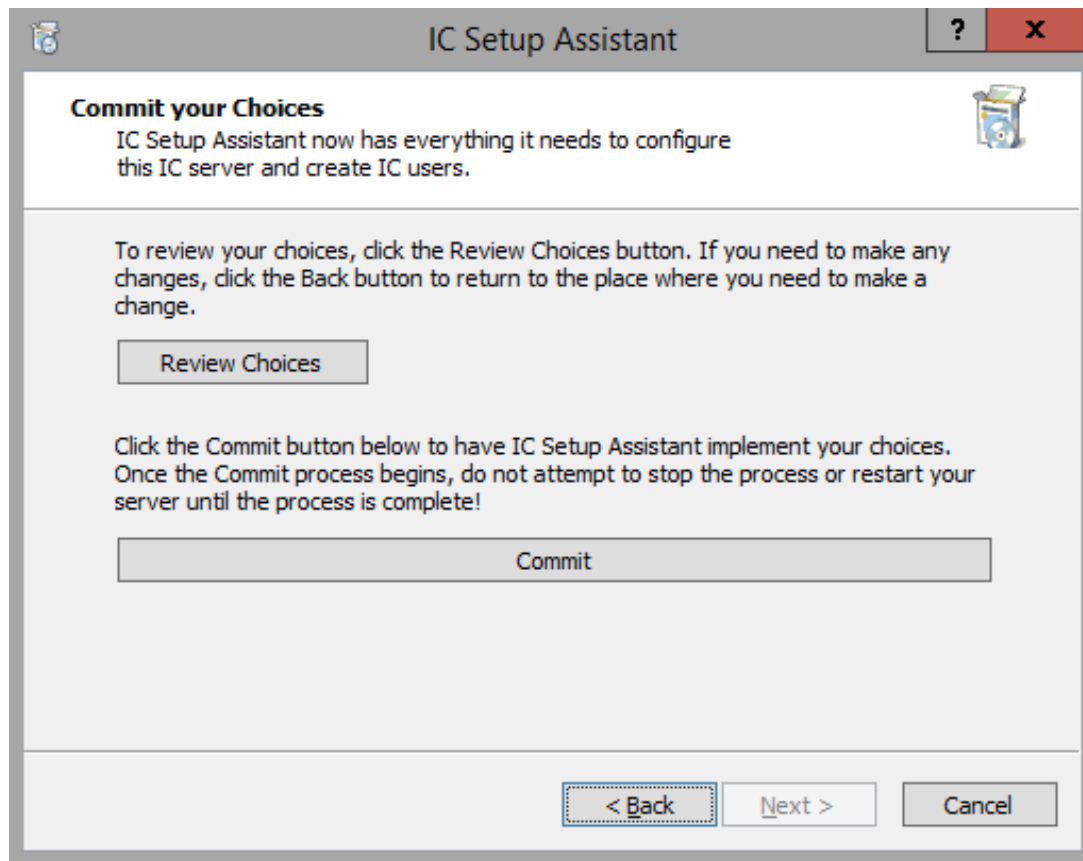 IC Setup Assistant
? x
Commit your Choices
IC Setup Assistant now has everything it needs to configure
this IC server and create IC users.
To review your choices, click the Review Choices button. If you need to make any
changes, click the Back button to return to the place where you need to make a
change.
Review Choices
Click the Commit button below to have IC Setup Assistant implement your choices.
Once the Commit process begins, do not attempt to stop the process or restart your
server until the process is complete!
Commit
< Back Next > Cancel